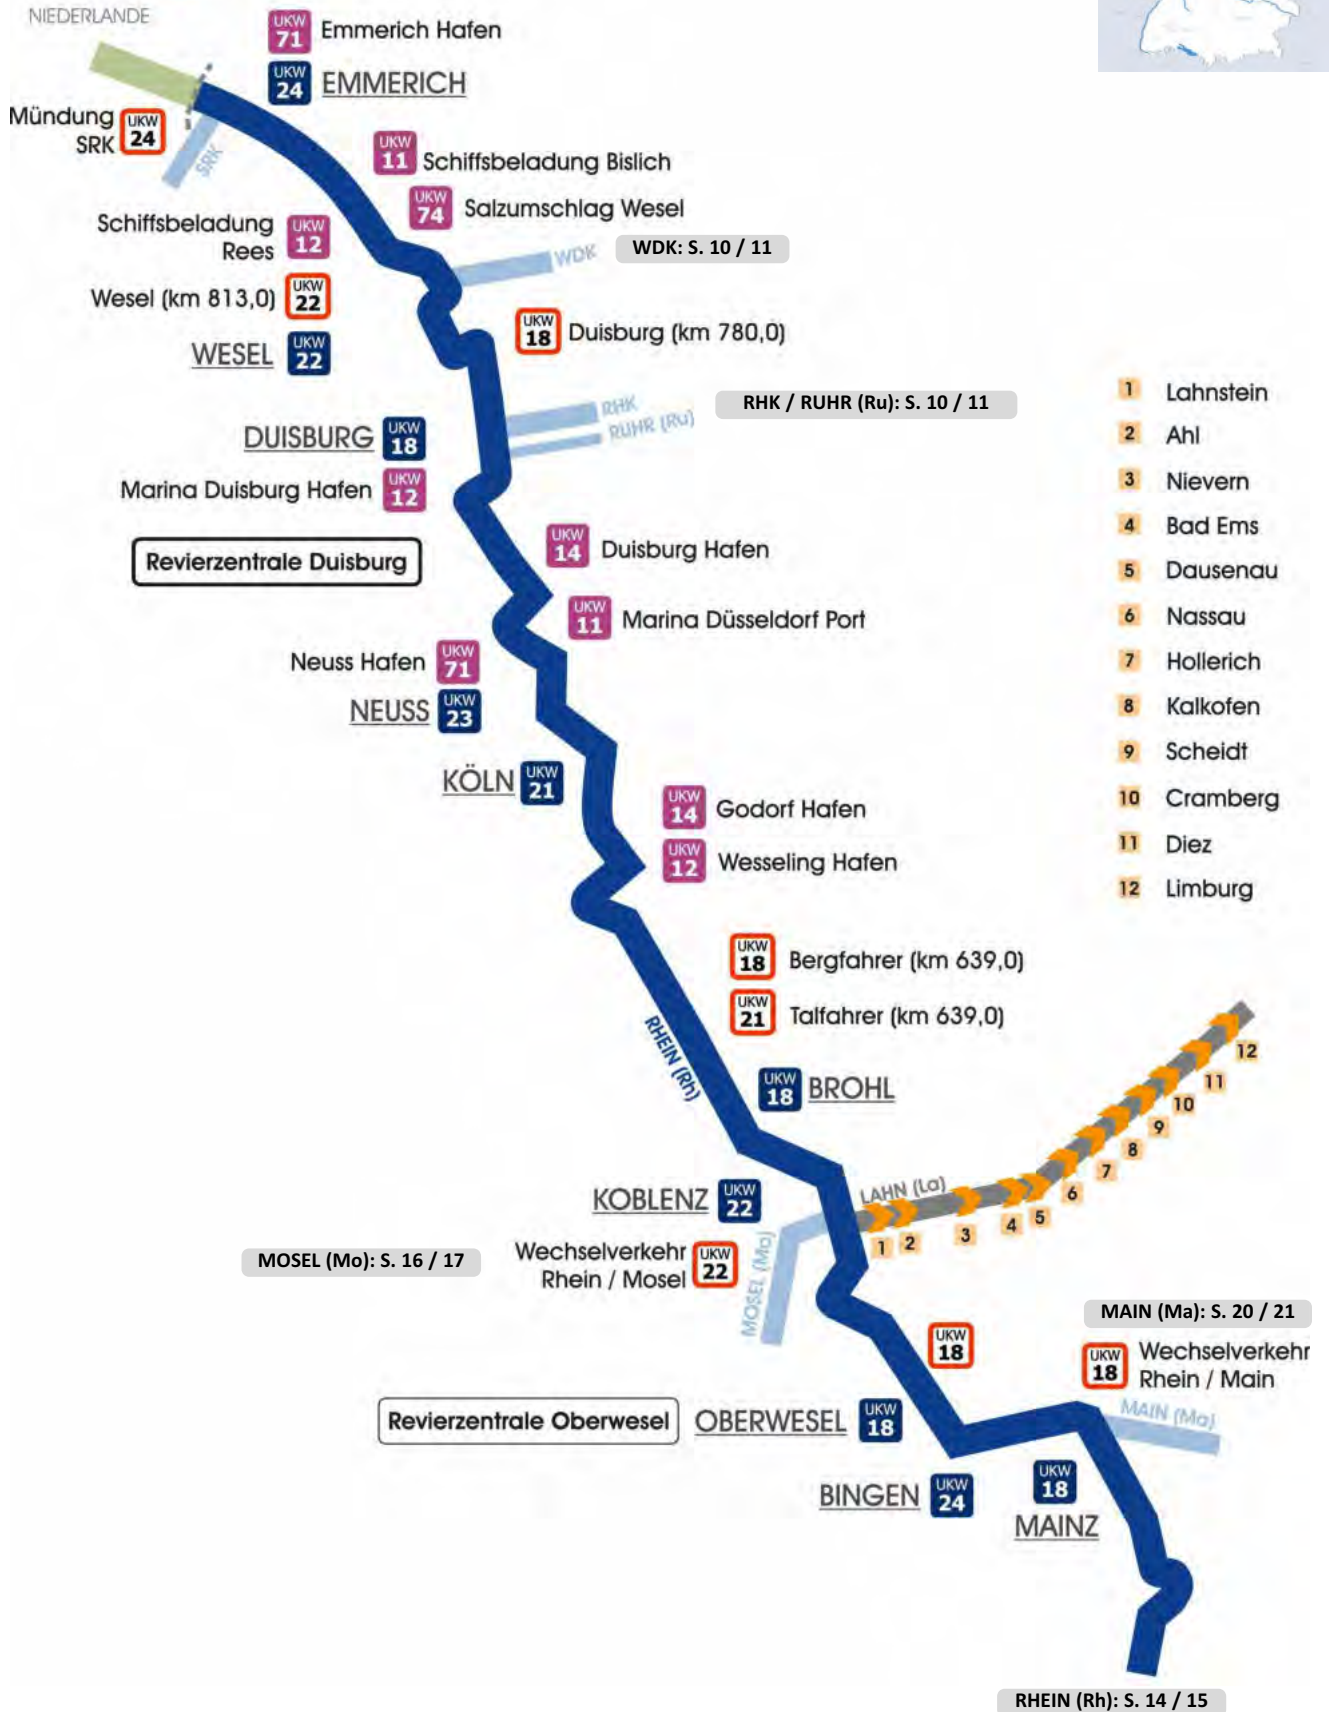 NIEDERLANDE
UKW
71
Emmerich Hafen
UKW
24
EMMERICH
Mündung
SRK
UKW
24
SRK
UKW
11
Schiffsbeladung Bislich
UKW
74
Salzumschlag Wesel
Schiffsbeladung
Rees
UKW
12
WDK
WDK: S. 10 / 11
Wesel (km 813,0)
UKW
22
UKW
18
Duisburg (km 780,0)
WESEL
UKW
22
RHK
RUHR (Ru)
RHK / RUHR (Ru): S. 10 / 11
DUISBURG
UKW
18
Marina Duisburg Hafen
UKW
12
Revierzentrale Duisburg
UKW
14
Duisburg Hafen
UKW
11
Marina Düsseldorf Port
Neuss Hafen
UKW
71
NEUSS
UKW
23
KÖLN
UKW
21
UKW
14
Godorf Hafen
UKW
12
Wesseling Hafen
1 Lahnstein
2 Ahl
3 Nievern
4 Bad Ems
5 Dausenau
6 Nassau
7 Hollerich
8 Kalkofen
9 Scheidt
10 Cramberg
11 Diez
12 Limburg
UKW
18
Bergfahrer (km 639,0)
UKW
21
Talfahrer (km 639,0)
RHEIN (Rh)
UKW
18
BROHL
KOBLENZ
UKW
22
LAHN (La)
1
2
3
4
5
6
7
8
9
10
11
12
MOSEL (Mo): S. 16 / 17
Wechselverkehr
Rhein / Mosel
UKW
22
MOSEL (Mo)
UKW
18
MAIN (Ma): S. 20 / 21
UKW
18
Wechselverkehr
Rhein / Main
MAIN (Ma)
Revierzentrale Oberwesel
OBERWESEL
UKW
18
BINGEN
UKW
24
UKW
18
MAINZ
RHEIN (Rh): S. 14 / 15